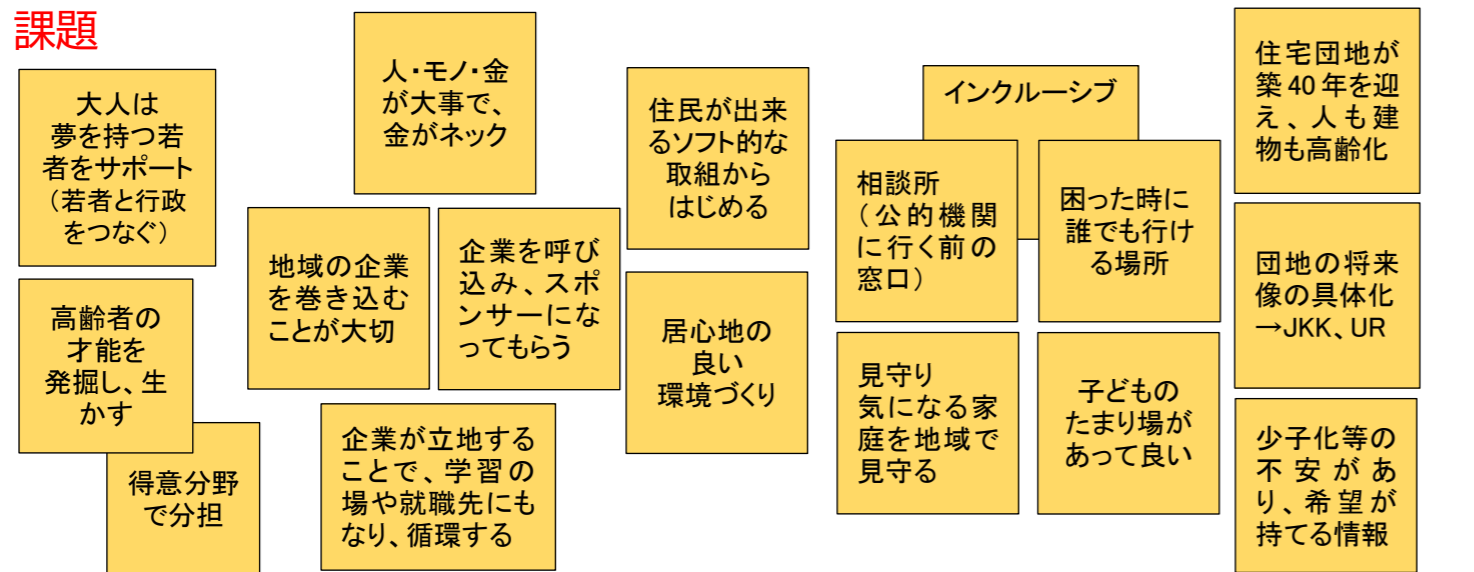 課題
大人は
夢を持つ若
者をサポート
（若者と行政
をつなぐ）
高齢者の
才能を
発掘し、生
かす
得意分野
で分担
人・モノ・金
が大事で、
金がネック
地域の企業
を巻き込む
ことが大切
企業を呼び
込み、スポ
ンサーにな
ってもらう
企業が立地する
ことで、学習の
場や就職先にも
なり、循環する
住民が出来
るソフト的な
取組から
はじめる
居心地の
良い
環境づくり
インクルーシブ
相談所
（公的機関
に行く前の
窓口）
困った時に
誰でも行け
る場所
見守り
気になる家
庭を地域で
見守る
子どもの
たまり場が
あって良い
住宅団地が
築40年を迎
え、人も建
物も高齢化
団地の将来
像の具体化
→JKK、UR
少子化等の
不安があ
り、希望が
持てる情報